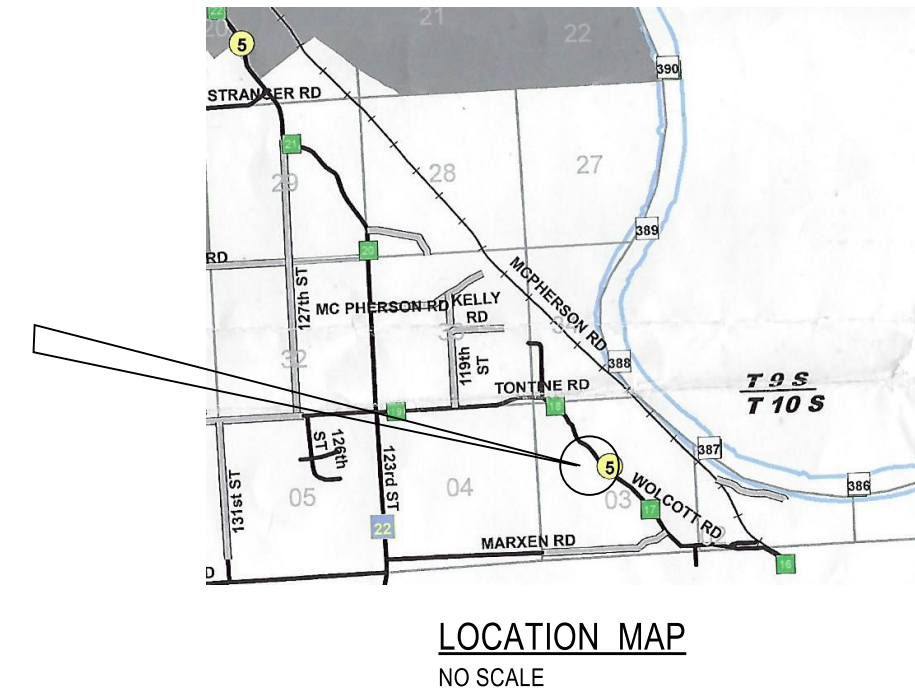 22
20
21
22
5
390
STRANGER RD
21
28
27
29
389
20
RD
MCPHERSON RD
127th ST
MC PHERSON RD
KELLY
RD
34
32
388
119th
ST
TONTINE RD
T 9 S
T 10 S
19
18
126th
ST
123rd ST
387
5
386
131st ST
05
04
03
WOLCOTT RD
17
22
MARXEN RD
16
D
LOCATION MAP
NO SCALE